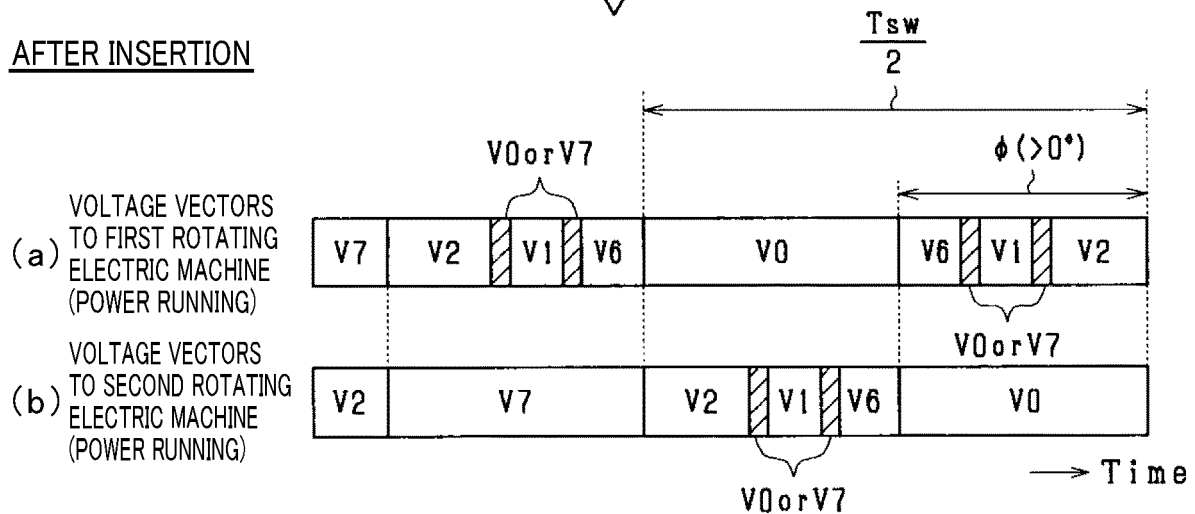 AFTER INSERTION
Tsw
2
V0orV7
φ(>0°)
(a) VOLTAGE VECTORS
TO FIRST ROTATING
ELECTRIC MACHINE
(POWER RUNNING)
V7 V2 V1 V6 V0 V6 V1 V2
V0orV7
(b) VOLTAGE VECTORS
TO SECOND ROTATING
ELECTRIC MACHINE
(POWER RUNNING)
V2 V7 V2 V1 V6 V0
V0orV7
Time